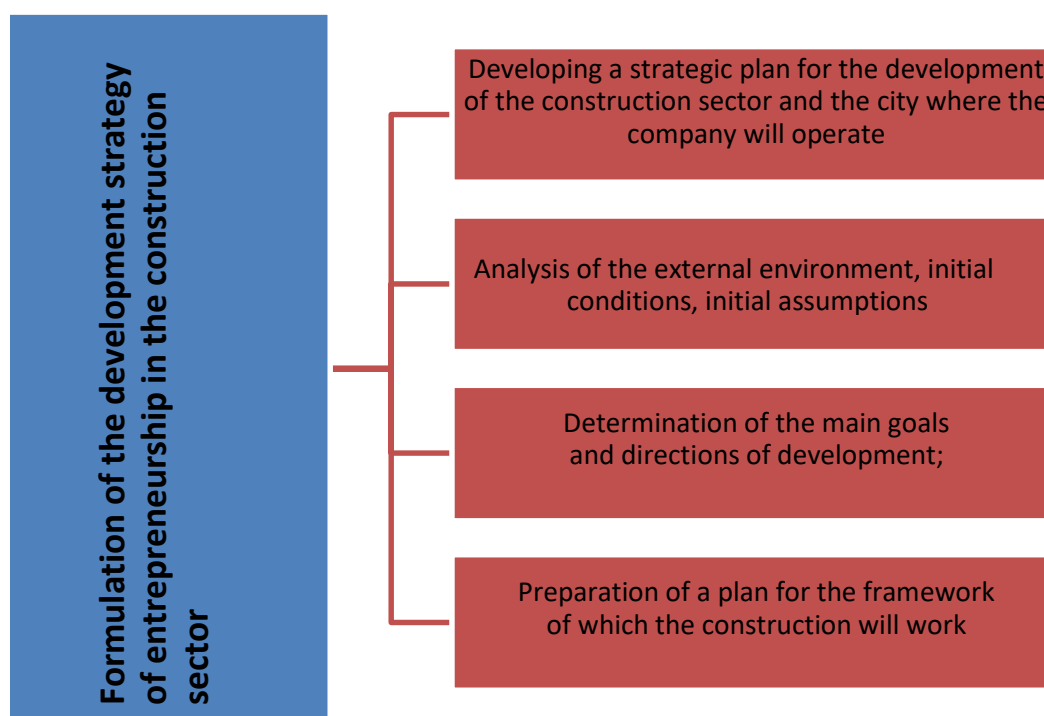 Formulation of the development strategy
of entrepreneurship in the construction
sector
Developing a strategic plan for the development
of the construction sector and the city where the
company will operate
Analysis of the external environment, initial
conditions, initial assumptions
Determination of the main goals
and directions of development;
Preparation of a plan for the framework
of which the construction will work